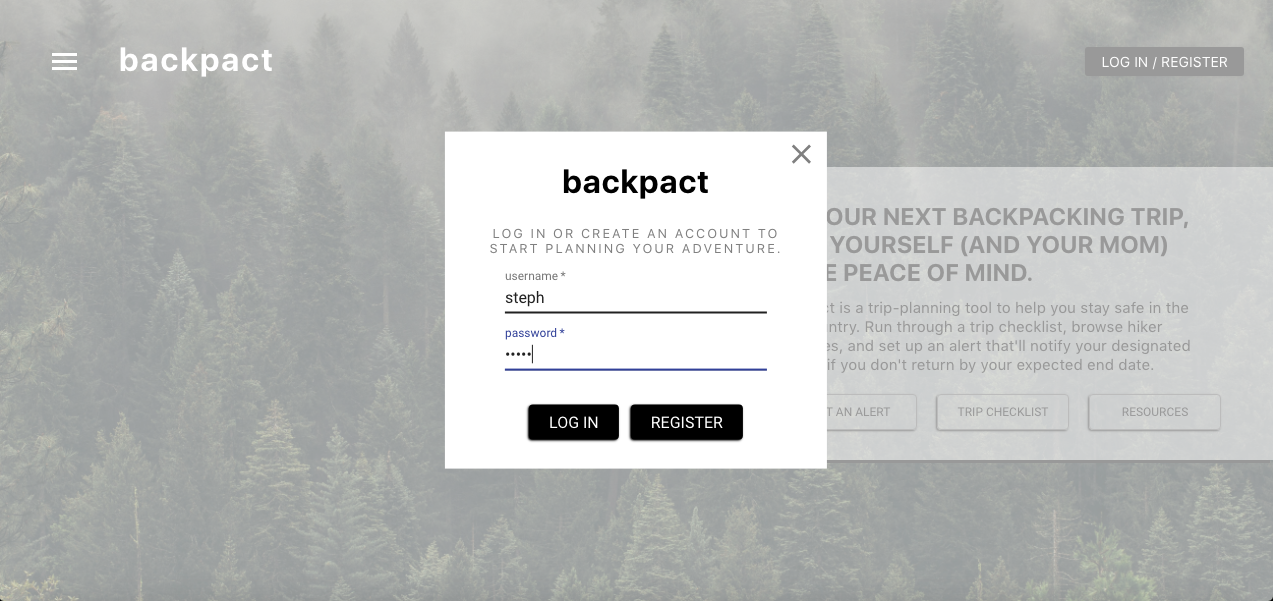 backpact
LOG IN / REGISTER
backpact
LOG IN OR CREATE AN ACCOUNT TO
START PLANNING YOUR ADVENTURE.
username *
steph
password *
•••••
LOG IN
REGISTER
OUR NEXT BACKPACKING TRIP,
YOURSELF (AND YOUR MOM)
PEACE OF MIND.
is a trip-planning tool to help you stay safe in the
Run through a trip checklist, browse hiker
and set up an alert that'll notify your designated
if you don't return by your expected end date.
AN ALERT
TRIP CHECKLIST
RESOURCES